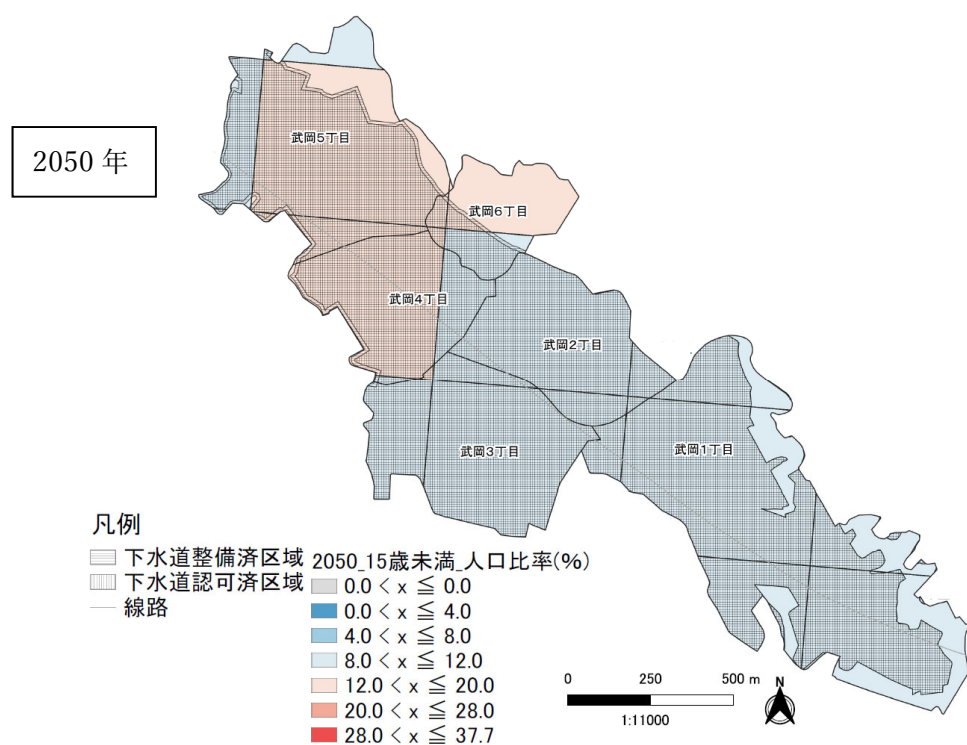 2050 年
武岡5丁目
武岡6丁目
武岡4丁目
武岡2丁目
武岡3丁目
武岡1丁目
凡例
下水道整備済区域
下水道認可済区域
線路
2050_15歳未満_人口比率(%)
0.0 < x ≦ 0.0
0.0 < x ≦ 4.0
4.0 < x ≦ 8.0
8.0 < x ≦ 12.0
12.0 < x ≦ 20.0
20.0 < x ≦ 28.0
28.0 < x ≦ 37.7
0 250 500 m
1:11000
N